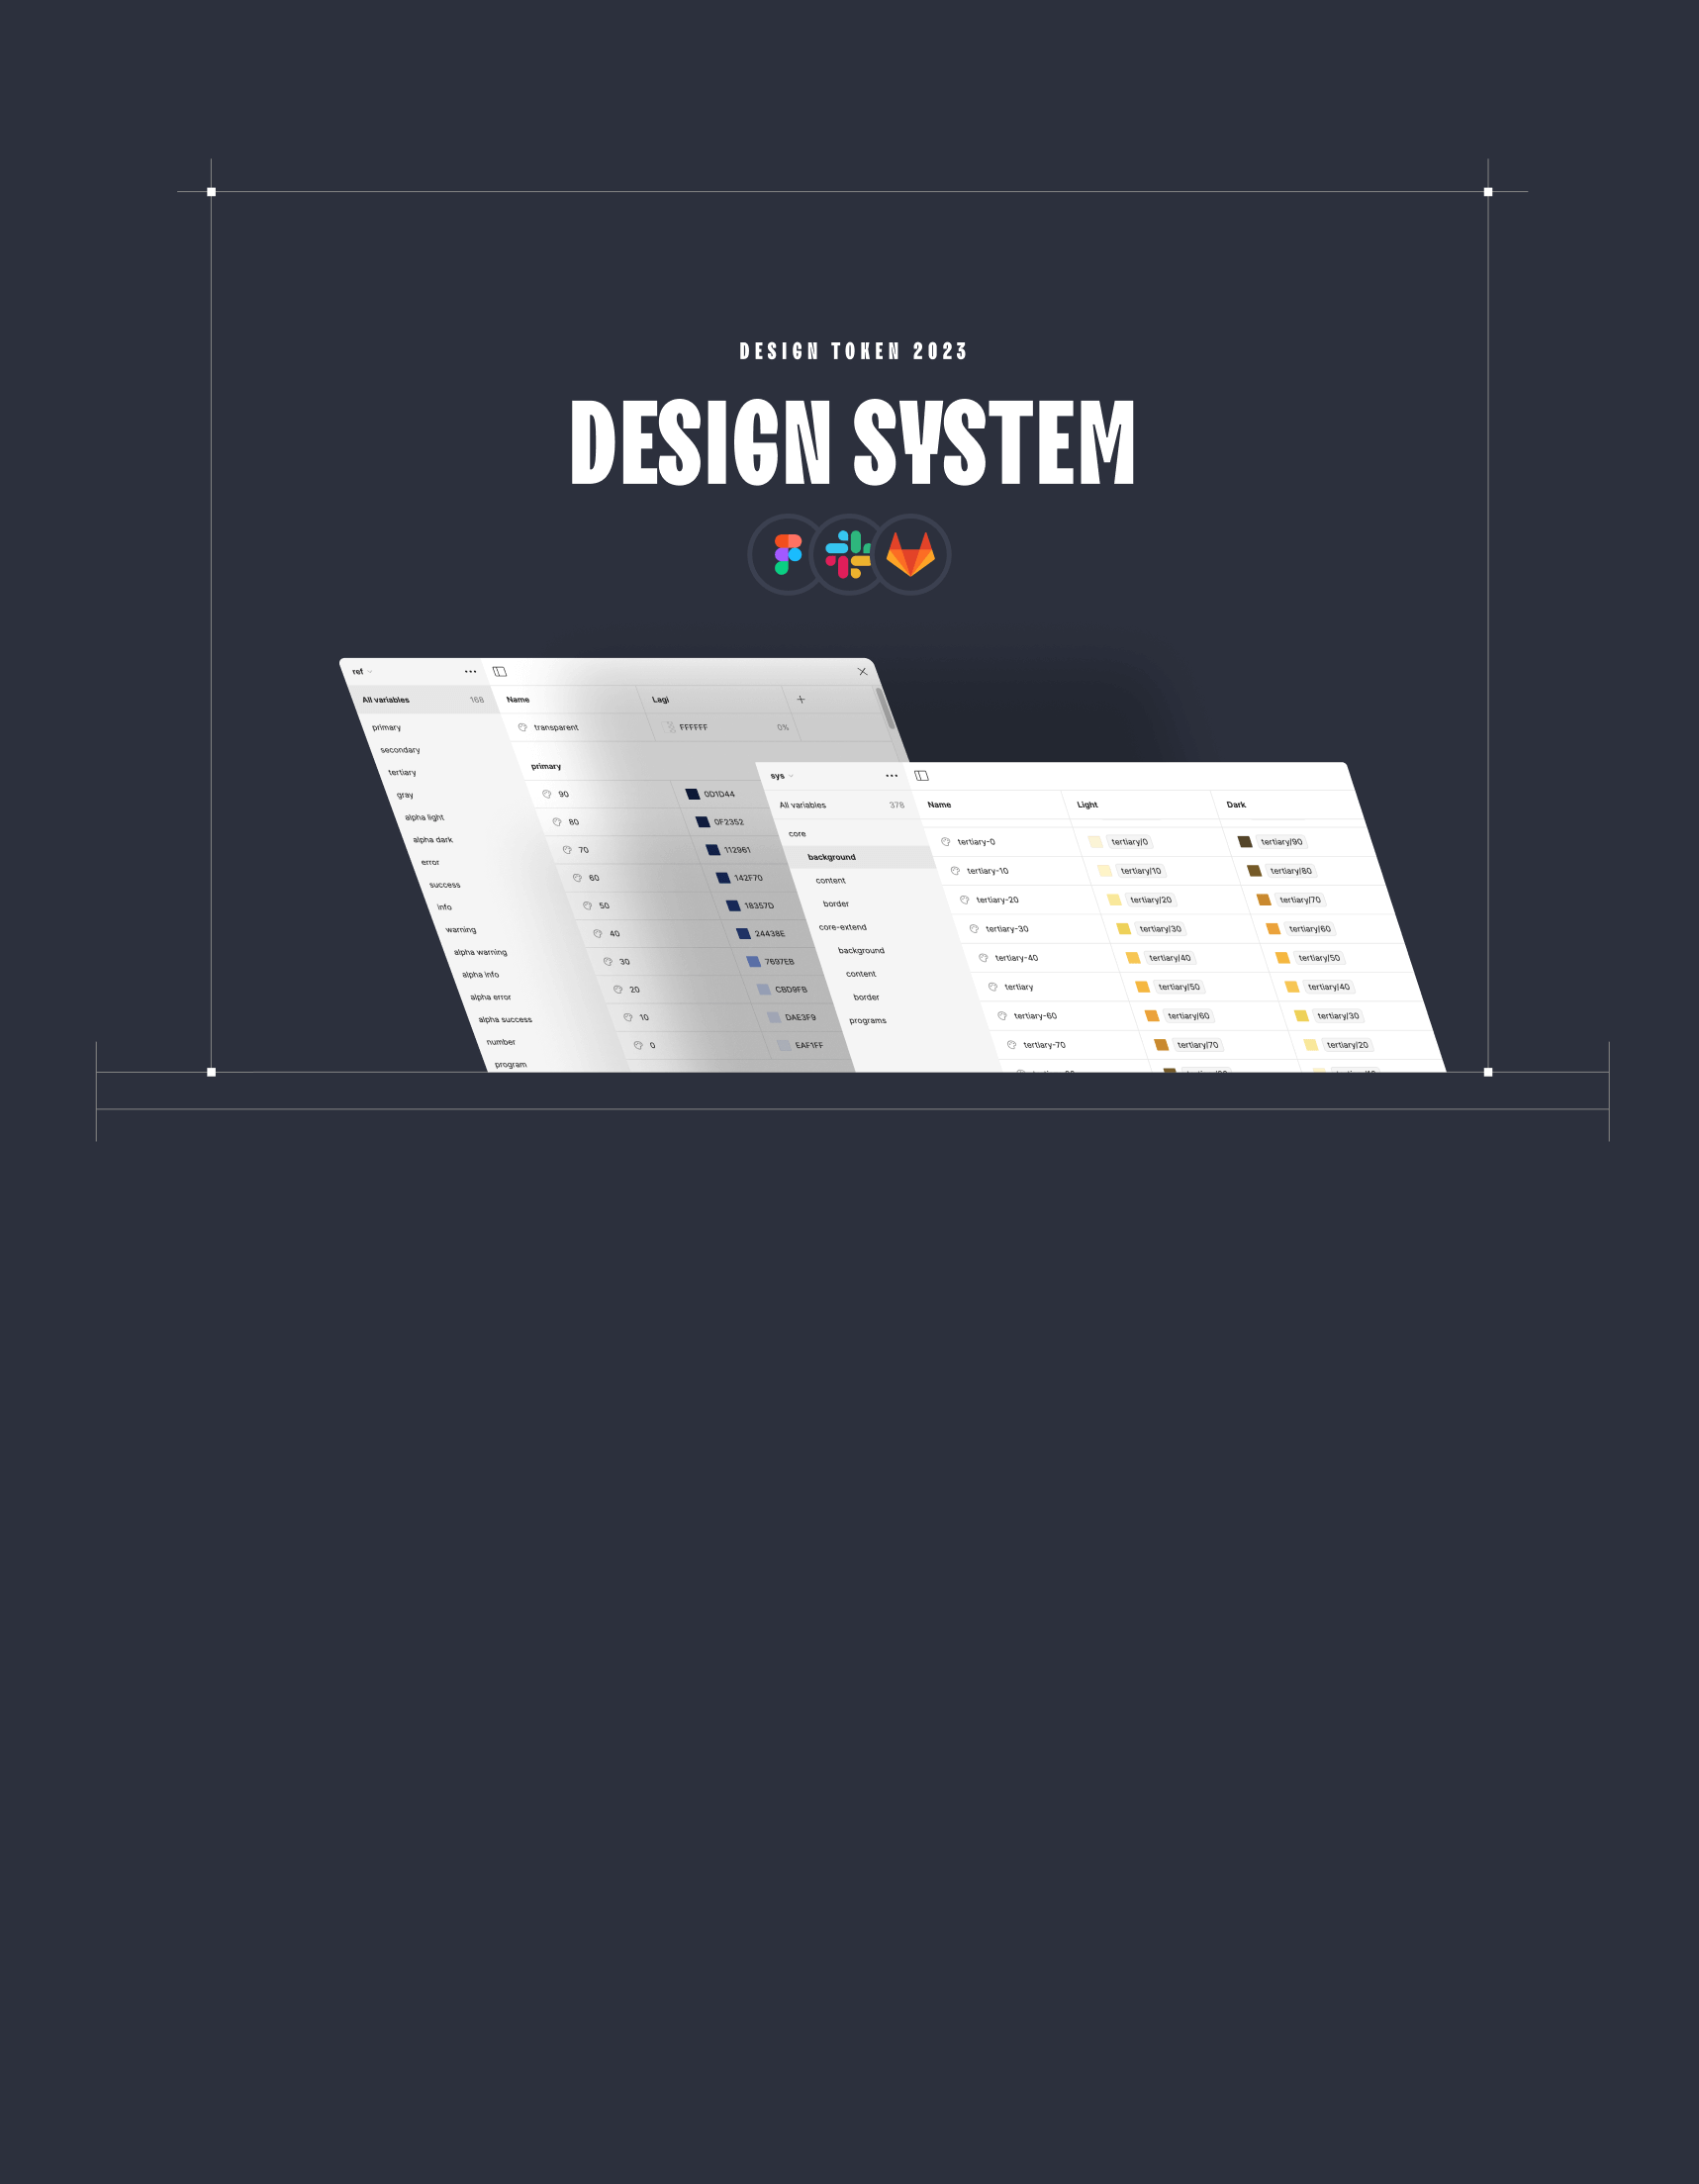 DESIGN TOKEN 2023
DESIGN SYSTEM
ref
All variables 168
primary
secondary
tertiary
gray
alpha light
alpha dark
error
success
info
warning
alpha warning
alpha info
alpha error
alpha success
number
program
Name Lagi
transparent FFFFFF 0%
primary
90 0D1D44
80 0F2352
70 112961
60 142F70
50 18357D
40 24438E
30 7697EB
20 CBD9FB
10 DAE3F9
0 EAF1FF
sys
All variables 378
core
background
content
border
core-extend
background
content
border
programs
Name Light Dark
tertiary-0 tertiary/0 tertiary/90
tertiary-10 tertiary/10 tertiary/80
tertiary-20 tertiary/20 tertiary/70
tertiary-30 tertiary/30 tertiary/60
tertiary-40 tertiary/40 tertiary/50
tertiary tertiary/50 tertiary/40
tertiary-60 tertiary/60 tertiary/30
tertiary-70 tertiary/70 tertiary/20